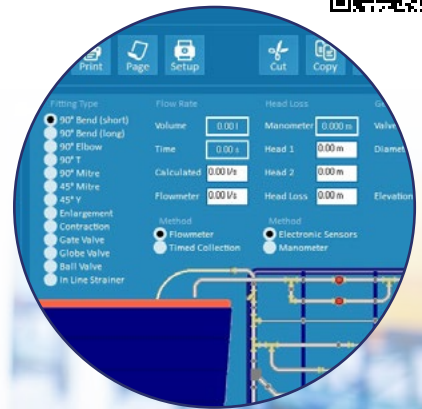 Print Page Setup Cut Copy
Fitting Type Flow Rate Head Loss
90° Bend (short)
90° Bend (long)
90° Elbow
90° T
90° Mitre
45° Mitre
45° Y
Enlargement
Contraction
Gate Valve
Globe Valve
Ball Valve
In Line Strainer
Volume 0.00 l
Time 0.00 s
Calculated 0.00 l/s
Flowmeter 0.00 l/s
Method
Flowmeter
Timed Collection
Manometer 0.000 m
Head 1 0.00 m
Head 2 0.00 m
Head Loss 0.00 m
Method
Electronic Sensors
Manometer
Valve
Elevation